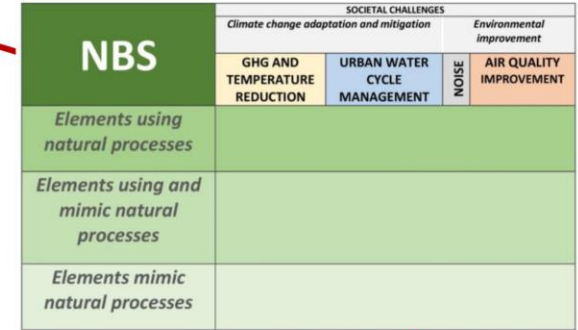 NBS
SOCIETAL CHALLENGES
Climate change adaptation and mitigation
Environmental
improvement
GHG AND
TEMPERATURE
REDUCTION
URBAN WATER
CYCLE
MANAGEMENT
NOISE
AIR QUALITY
IMPROVEMENT
Elements using
natural processes
Elements using and
mimic natural
processes
Elements mimic
natural processes